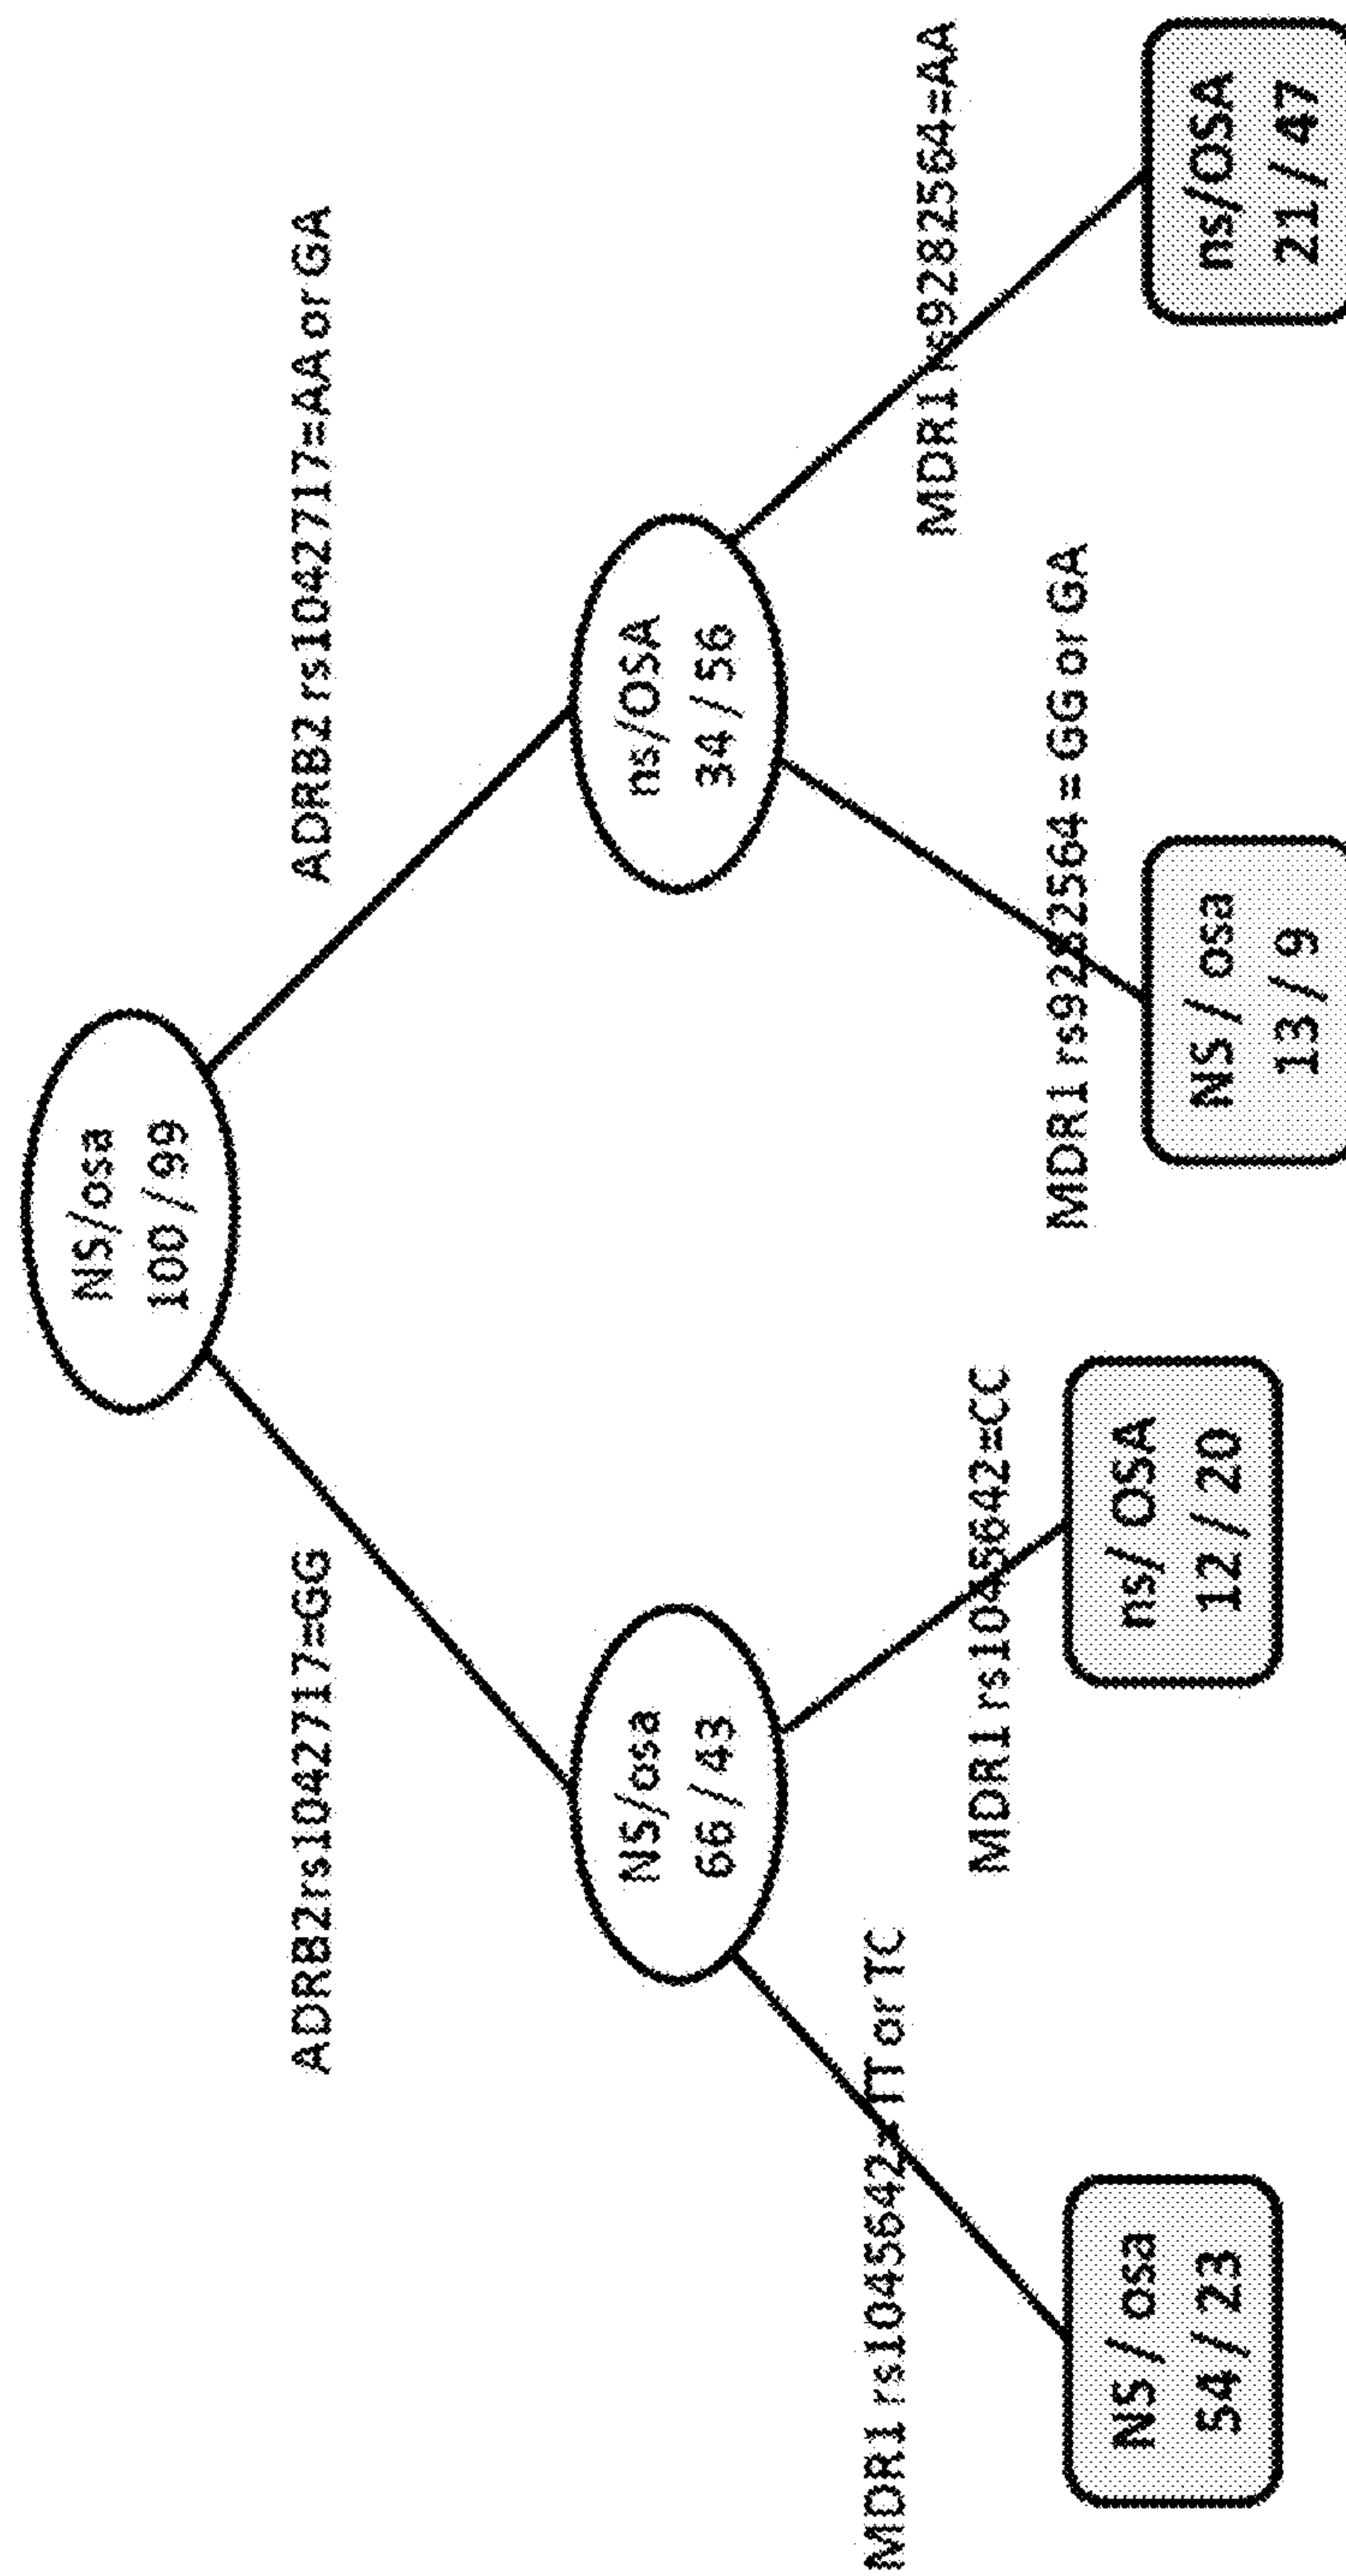 NS/osa
100 / 99
ADRB2 rs1042717=GG
ADRB2 rs1042717=AA or GA
NS/osa
66 / 43
ns/OSA
34 / 56
MDR1 rs1045642= TT or TC
MDR1 rs1045642=CC
MDR1 rs9282564 = GG or GA
MDR1 rs9282564=AA
NS / osa
54 / 23
ns/ OSA
12 / 20
NS / osa
13 / 9
ns/OSA
21 / 47